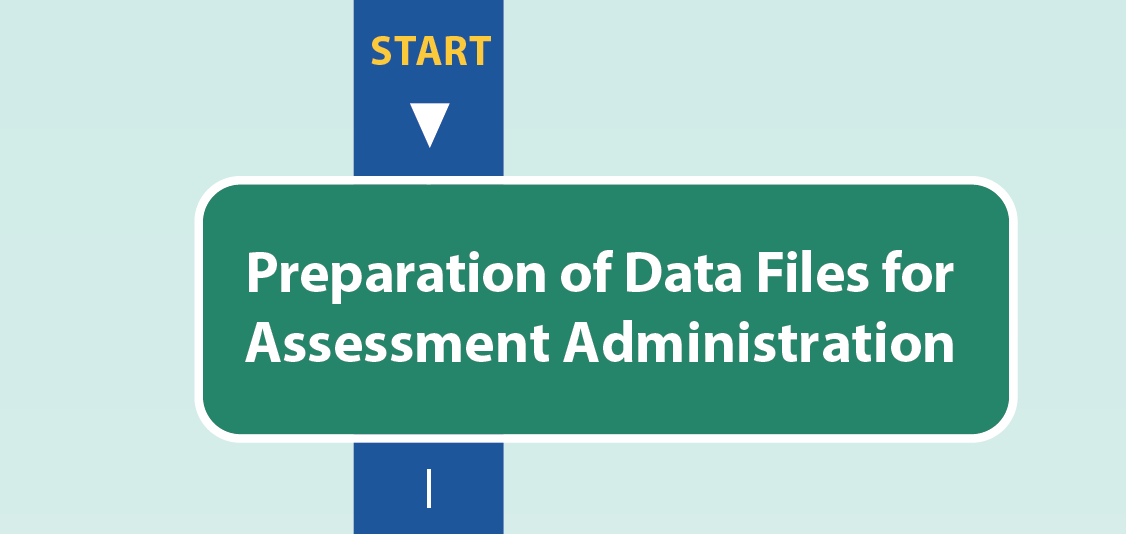 START
Preparation of Data Files for
Assessment Administration